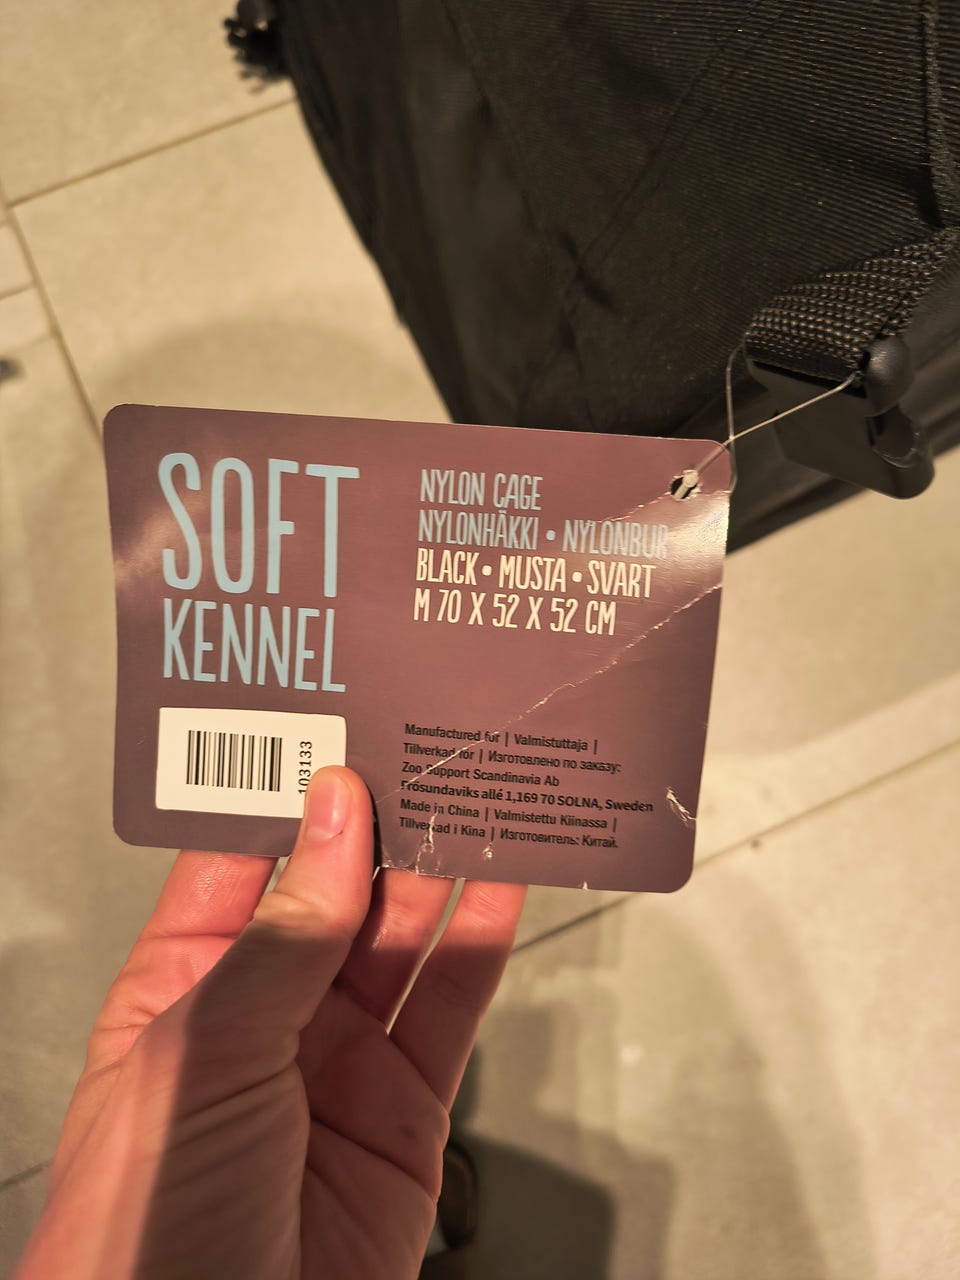 SOFT
KENNEL
NYLON CAGE
NYLONHÄKKI • NYLONBUR
BLACK • MUSTA • SVART
M 70 X 52 X 52 CM
103133
Manufactured for | Valmistuttaja |
Tillverkad för | Изготовлено по заказу:
Zoo Support Scandinavia Ab
Frösundaviks allé 1,169 70 SOLNA, Sweden
Made in China | Valmistettu Kiinassa |
Tillverkad i Kina | Изготовитель: Китай.